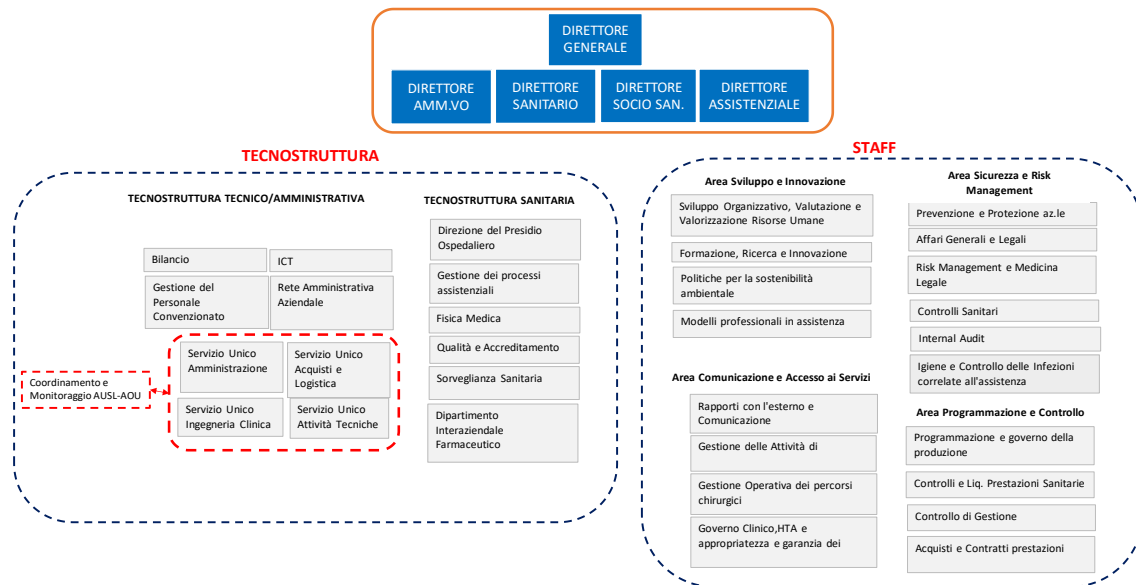 DIRETTORE
GENERALE
DIRETTORE
AMM.VO
DIRETTORE
SANITARIO
DIRETTORE
SOCIO SAN.
DIRETTORE
ASSISTENZIALE
TECNOSTRUTTURA
TECNOSTRUTTURA TECNICO/AMMINISTRATIVA
Bilancio
ICT
Gestione del
Personale
Convenzionato
Rete Amministrativa
Aziendale
Servizio Unico
Amministrazione
Servizio Unico
Acquisti e
Logistica
Servizio Unico
Ingegneria Clinica
Servizio Unico
Attività Tecniche
Coordinamento e
Monitoraggio AUSL-AOU
TECNOSTRUTTURA SANITARIA
Direzione del Presidio
Ospedaliero
Gestione dei processi
assistenziali
Fisica Medica
Qualità e Accreditamento
Sorveglianza Sanitaria
Dipartimento
Interaziendale
Farmaceutico
STAFF
Area Sviluppo e Innovazione
Sviluppo Organizzativo, Valutazione e
Valorizzazione Risorse Umane
Formazione, Ricerca e Innovazione
Politiche per la sostenibilità
ambientale
Modelli professionali in assistenza
Area Comunicazione e Accesso ai Servizi
Rapporti con l'esterno e
Comunicazione
Gestione delle Attività di
Gestione Operativa dei percorsi
chirurgici
Governo Clinico,HTA e
appropriatezza e garanzia dei
Area Sicurezza e Risk
Management
Prevenzione e Protezione az.le
Affari Generali e Legali
Risk Management e Medicina
Legale
Controlli Sanitari
Internal Audit
Igiene e Controllo delle Infezioni
correlate all'assistenza
Area Programmazione e Controllo
Programmazione e governo della
produzione
Controlli e Liq. Prestazioni Sanitarie
Controllo di Gestione
Acquisti e Contratti prestazioni